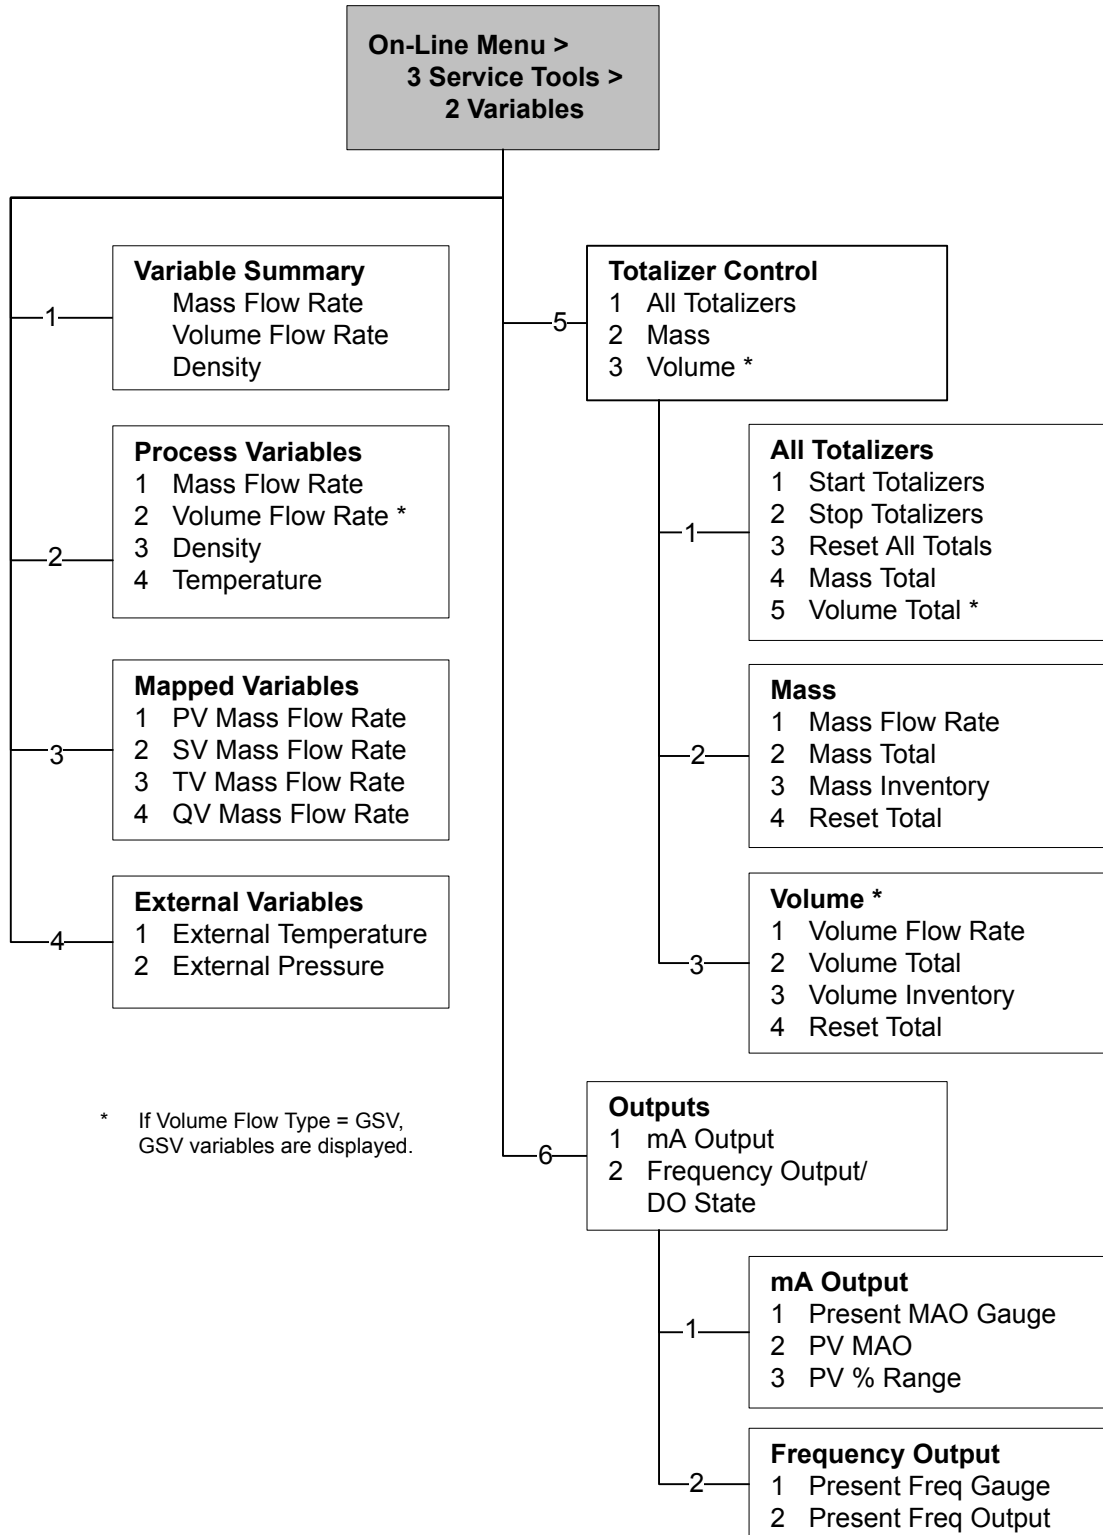 On-Line Menu >
3 Service Tools >
2 Variables
1
Variable Summary
Mass Flow Rate
Volume Flow Rate
Density
2
Process Variables
1 Mass Flow Rate
2 Volume Flow Rate *
3 Density
4 Temperature
3
Mapped Variables
1 PV Mass Flow Rate
2 SV Mass Flow Rate
3 TV Mass Flow Rate
4 QV Mass Flow Rate
4
External Variables
1 External Temperature
2 External Pressure
* If Volume Flow Type = GSV,
GSV variables are displayed.
5
Totalizer Control
1 All Totalizers
2 Mass
3 Volume *
1
All Totalizers
1 Start Totalizers
2 Stop Totalizers
3 Reset All Totals
4 Mass Total
5 Volume Total *
2
Mass
1 Mass Flow Rate
2 Mass Total
3 Mass Inventory
4 Reset Total
3
Volume *
1 Volume Flow Rate
2 Volume Total
3 Volume Inventory
4 Reset Total
6
Outputs
1 mA Output
2 Frequency Output/
DO State
1
mA Output
1 Present MAO Gauge
2 PV MAO
3 PV % Range
2
Frequency Output
1 Present Freq Gauge
2 Present Freq Output